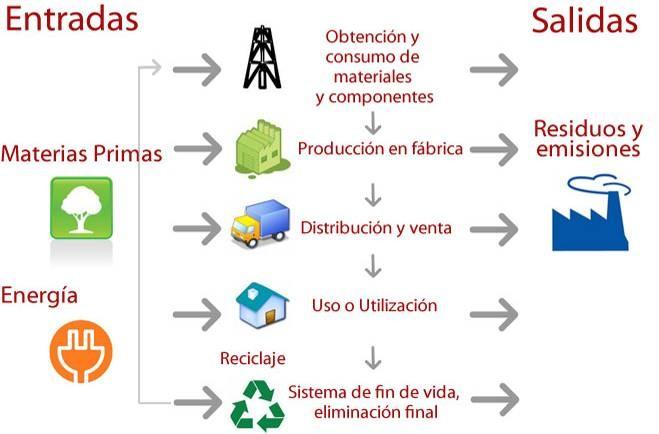 Entradas
Salidas
Obtención y
consumo de
materiales
y componentes
Materias Primas
Producción en fábrica
Residuos y
emisiones
Distribución y venta
Energía
Uso o Utilización
Reciclaje
Sistema de fin de vida,
eliminación final